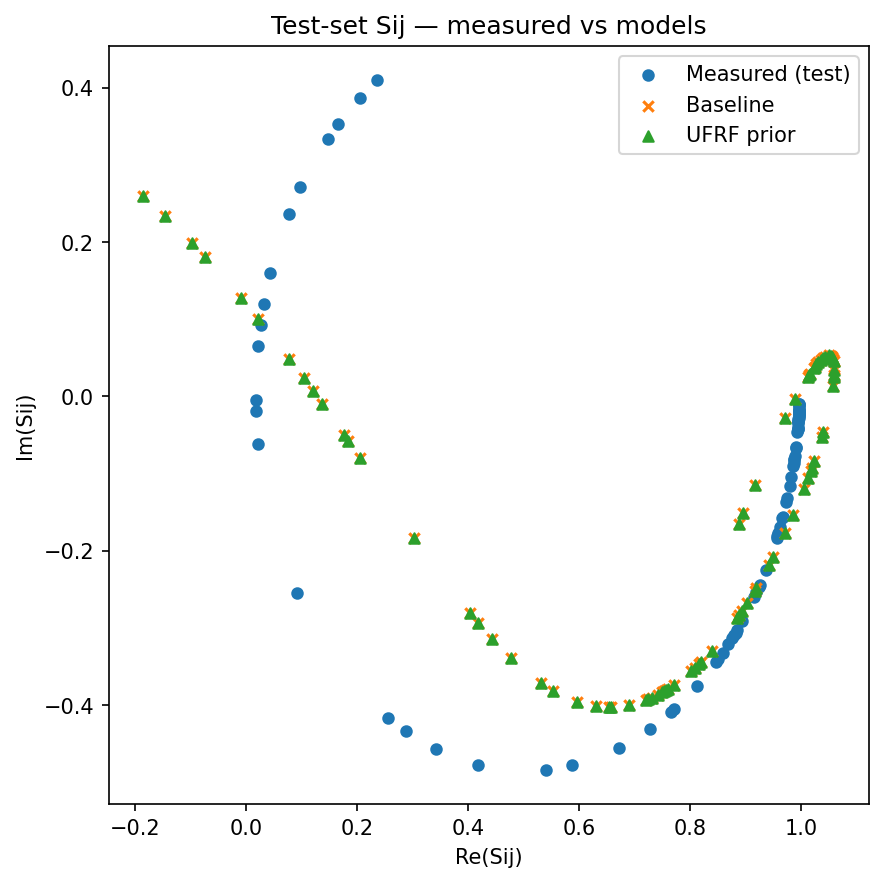 Test-set Sij — measured vs models
Measured (test)
Baseline
UFRF prior
0.4
0.2
0.0
−0.2
−0.4
Im(Sij)
−0.2
0.0
0.2
0.4
0.6
0.8
1.0
Re(Sij)